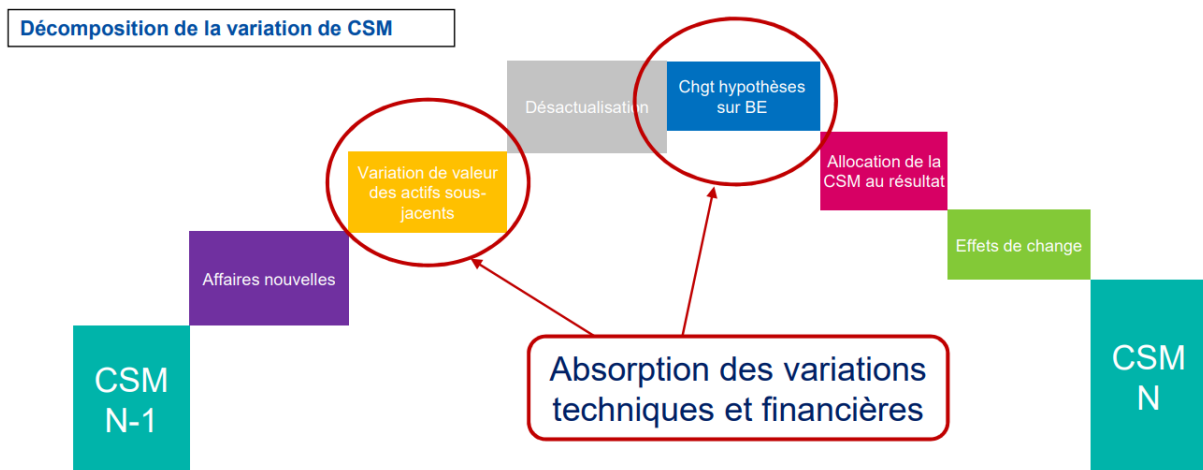 Décomposition de la variation de CSM
Désactualisation
Chgt hypothèses
sur BE
Variation de valeur
des actifs sous-
jacents
Allocation de la
CSM au résultat
Affaires nouvelles
Effets de change
CSM
N-1
Absorption des variations
techniques et financières
CSM
N